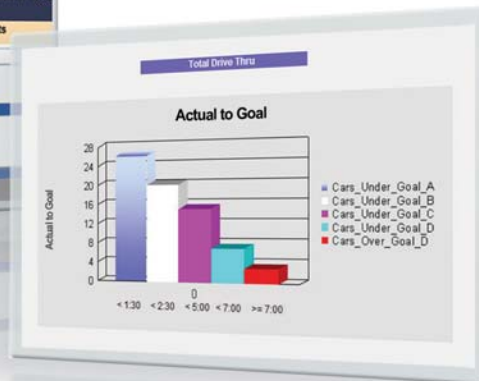 ts
Total Drive Thru
Actual to Goal
Actual to Goal
28
24
20
16
12
8
4
0
0
< 1:30 < 2:30 < 5:00 < 7:00 >= 7:00
Cars_Under_Goal_A
Cars_Under_Goal_B
Cars_Under_Goal_C
Cars_Under_Goal_D
Cars_Over_Goal_D